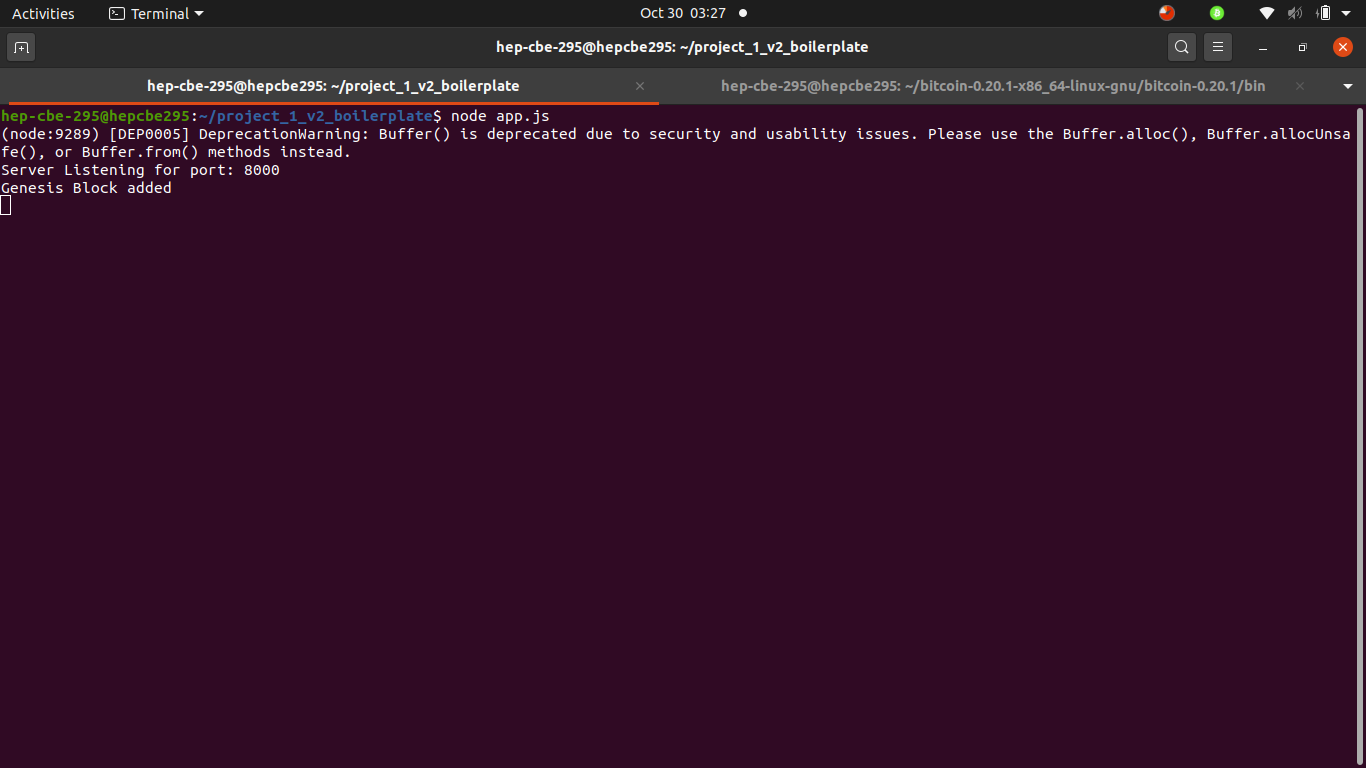 Activities Terminal Oct 30 03:27
hep-cbe-295@hepcbe295: ~/project_1_v2_boilerplate
hep-cbe-295@hepcbe295: ~/project_1_v2_boilerplate hep-cbe-295@hepcbe295: ~/bitcoin-0.20.1-x86_64-linux-gnu/bitcoin-0.20.1/bin
hep-cbe-295@hepcbe295:~/project_1_v2_boilerplate$ node app.js
(node:9289) [DEP0005] DeprecationWarning: Buffer() is deprecated due to security and usability issues. Please use the Buffer.alloc(), Buffer.allocUnsa
fe(), or Buffer.from() methods instead.
Server Listening for port: 8000
Genesis Block added